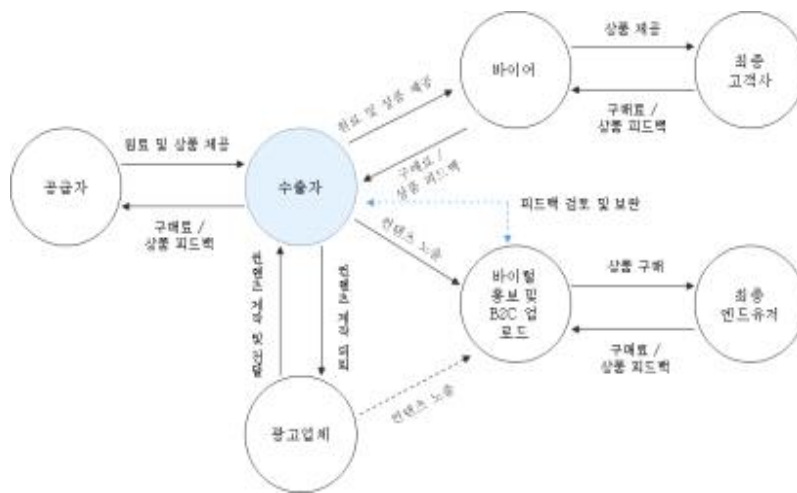 상품 제공
바이어
최종
고객사
구매료 /
상품 피드백
원료 및 상품 제공
구매료 /
상품 피드백
원료 및 상품 제공
공급자
수출자
구매료 /
상품 피드백
피드백 검토 및 보완
컨텐츠 노출
상품 구매
바이럴
홍보 및
B2C 업
로드
최종
엔드유저
구매료 /
상품 피드백
컨텐츠 제작 및 전달
컨텐츠 제작 의뢰
광고업체
컨텐츠 노출